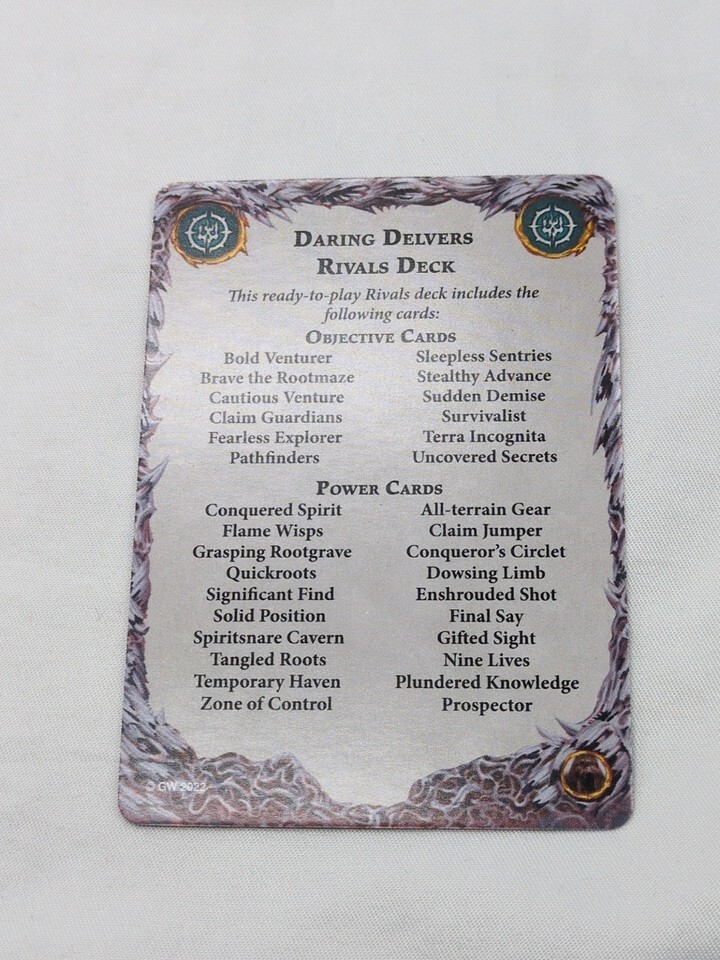 Daring Delvers
Rivals Deck
This ready-to-play Rivals deck includes the
following cards:
Objective Cards
Bold Venturer
Brave the Rootmaze
Cautious Venture
Claim Guardians
Fearless Explorer
Pathfinders
Sleepless Sentries
Stealthy Advance
Sudden Demise
Survivalist
Terra Incognita
Uncovered Secrets
Power Cards
Conquered Spirit
Flame Wisps
Grasping Rootgrave
Quickroots
Significant Find
Solid Position
Spiritsnare Cavern
Tangled Roots
Temporary Haven
Zone of Control
All-terrain Gear
Claim Jumper
Conqueror's Circlet
Dowsing Limb
Enshrouded Shot
Final Say
Gifted Sight
Nine Lives
Plundered Knowledge
Prospector
© GW 2022